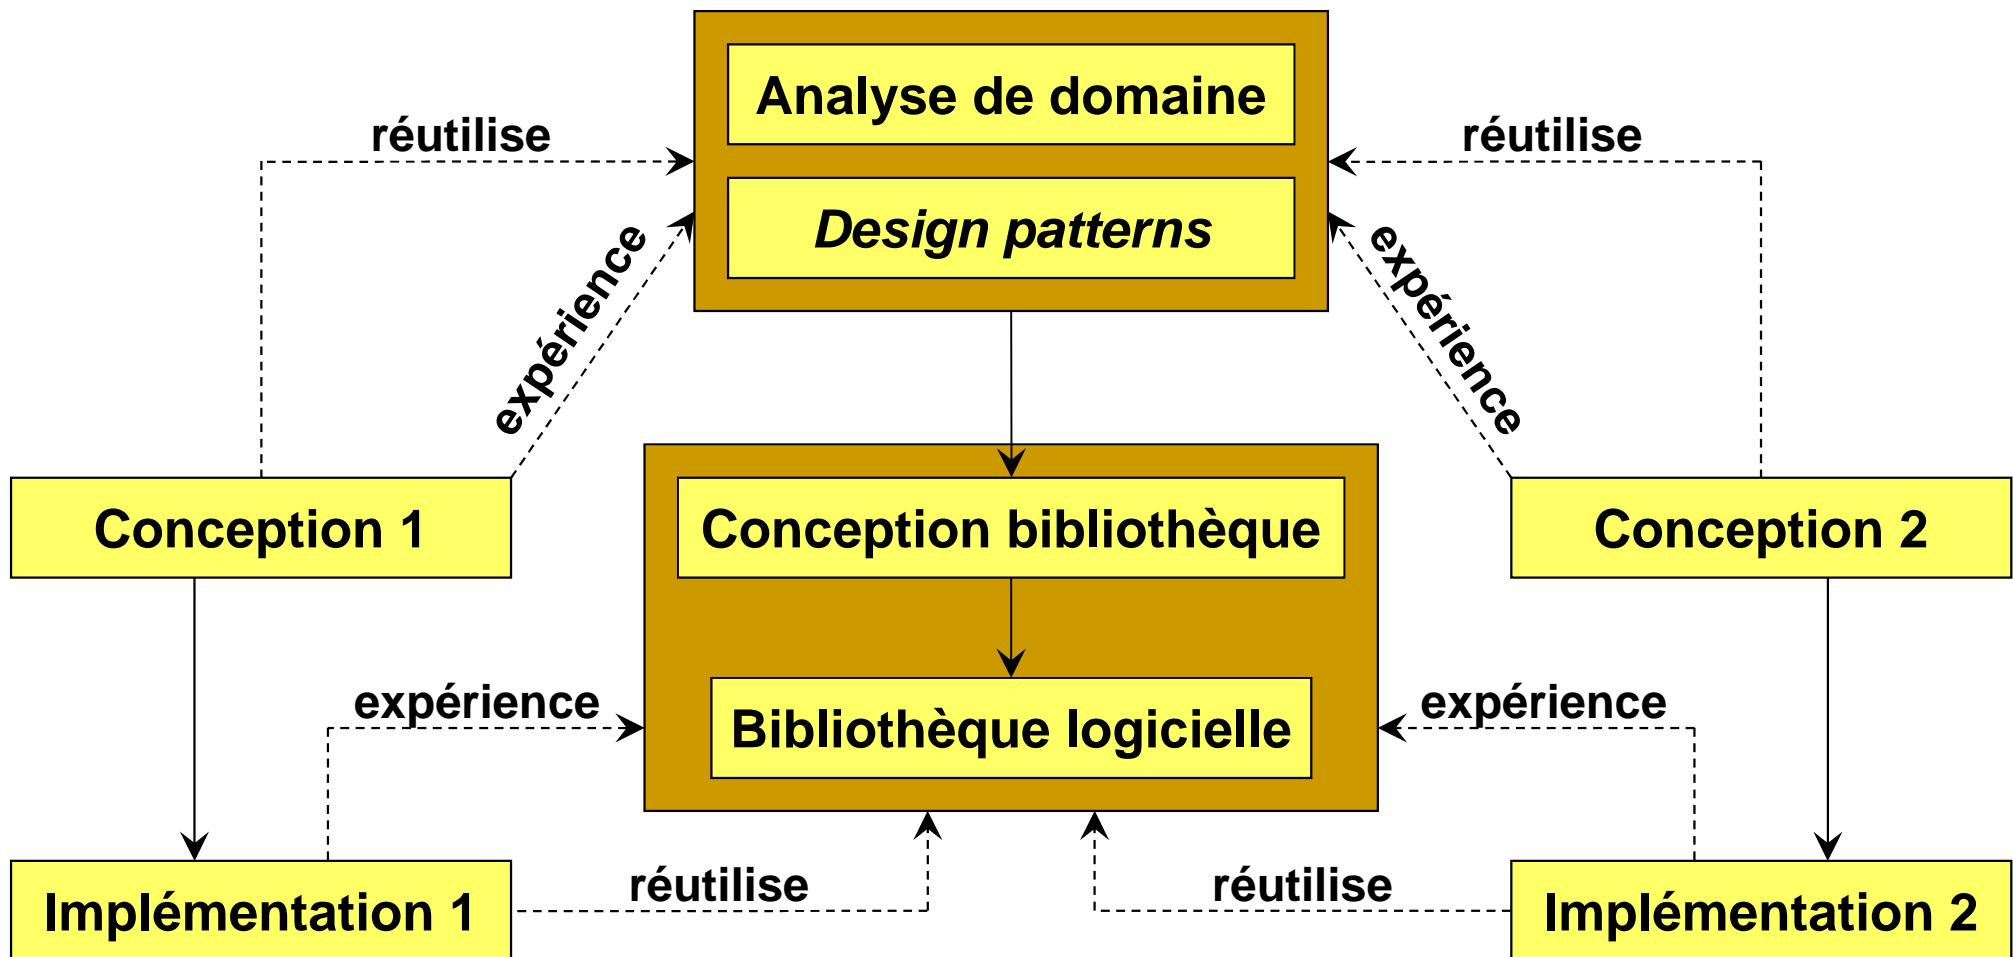 Analyse de domaine
réutilise
réutilise
Design patterns
expérience
expérience
Conception 1
Conception bibliothèque
Conception 2
expérience
expérience
Bibliothèque logicielle
réutilise
réutilise
Implémentation 1
Implémentation 2